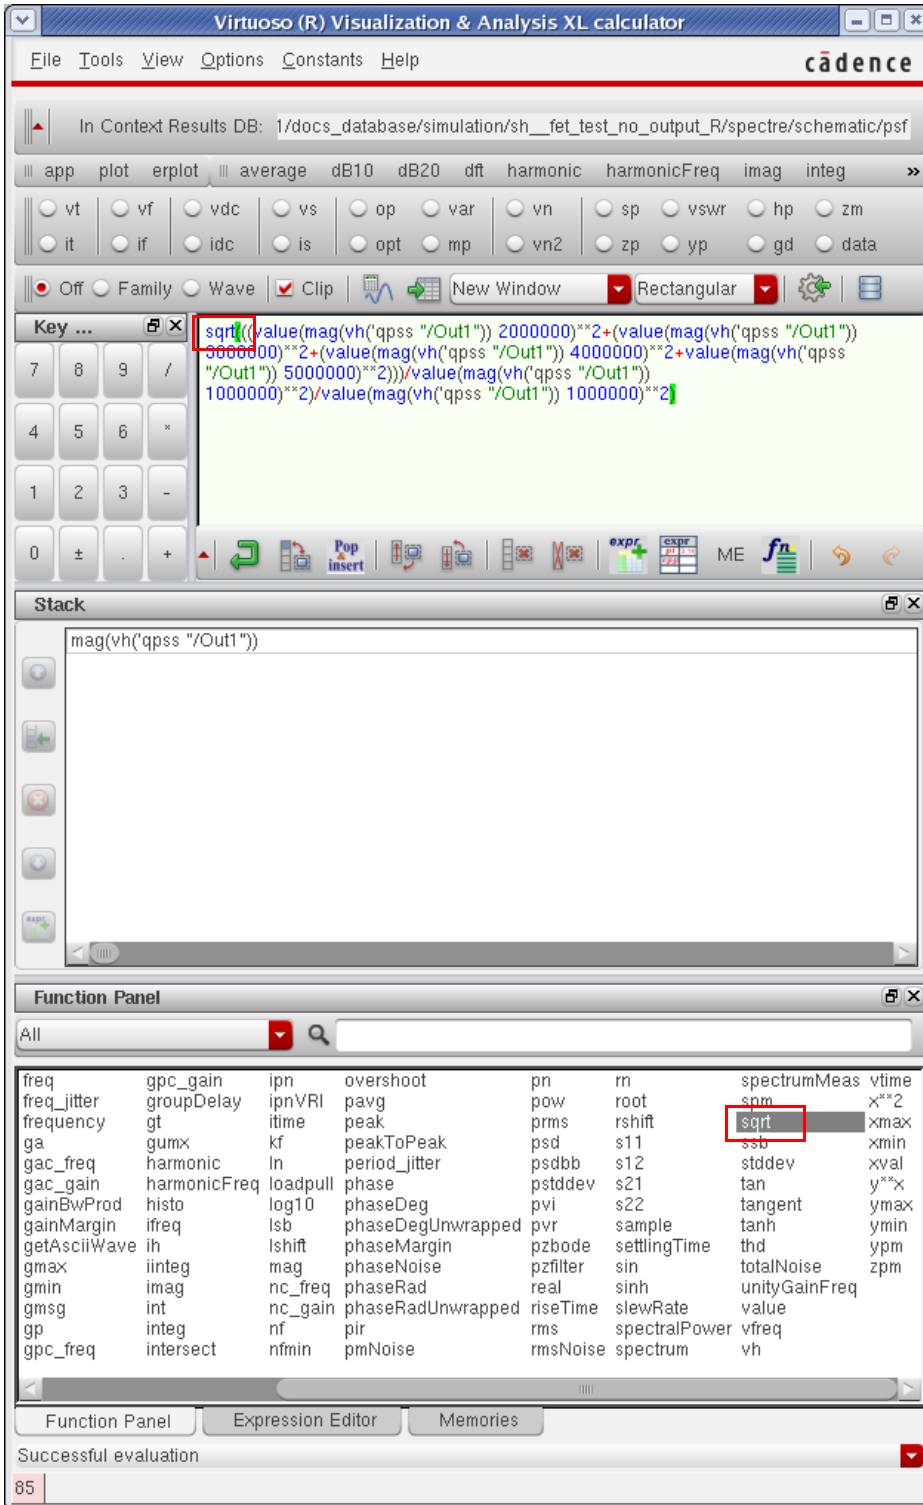 Virtuoso (R) Visualization & Analysis XL calculator
File Tools View Options Constants Help
cādence
In Context Results DB: 1/docs_database/simulation/sh__fet_test_no_output_R/spectre/schematic/psf
app plot erplot average dB10 dB20 dft harmonic harmonicFreq imag integ »
vt vf vdc vs op var vn sp vswr hp zm
it if idc is opt mp vn2 zp yp gd data
Off Family Wave Clip New Window Rectangular
Key ...
7 8 9 /
4 5 6 *
1 2 3 -
0 ± . +
sqrt(((value(mag(vh('qpss "/Out1")) 2000000)**2+(value(mag(vh('qpss "/Out1"))
3000000)**2+(value(mag(vh('qpss "/Out1")) 4000000)**2+value(mag(vh('qpss
"/Out1")) 5000000)**2)))/value(mag(vh('qpss "/Out1"))
1000000)**2)/value(mag(vh('qpss "/Out1")) 1000000)**2)
Pop & insert expr expr ME fn
Stack
mag(vh('qpss "/Out1"))
expr
Function Panel
All
freq gpc_gain ipn overshoot pn rn spectrumMeas vtime
freq_jitter groupDelay ipnVRI pavg pow root spm x**2
frequency gt itime peak prms rshift sqrt xmax
ga gumx kf peakToPeak psd s11 ssb xmin
gac_freq harmonic ln period_jitter psdbb s12 stddev xval
gac_gain harmonicFreq loadpull phase pstddev s21 tan y**x
gainBwProd histo log10 phaseDeg pvi s22 tangent ymax
gainMargin ifreq lsb phaseDegUnwrapped pvr sample tanh ymin
getAsciiWave ih lshift phaseMargin pzbode settlingTime thd ypm
gmax iinteg mag phaseNoise pzfilter sin totalNoise zpm
gmin imag nc_freq phaseRad real sinh unityGainFreq
gmsg int nc_gain phaseRadUnwrapped riseTime slewRate value
gp integ nf pir rms spectralPower vfreq
gpc_freq intersect nfmin pmNoise rmsNoise spectrum vh
Function Panel Expression Editor Memories
Successful evaluation
85